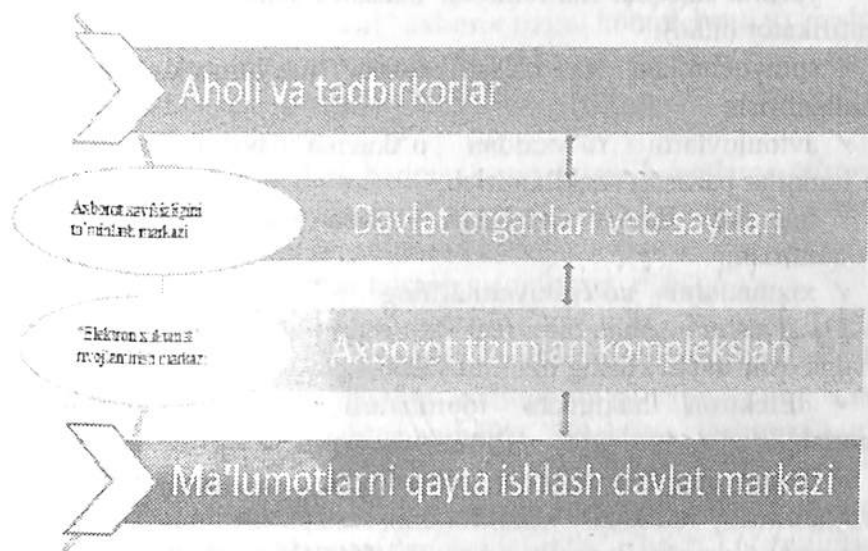 Aholi va tadbirkorlar
Axborot xavfsizligini
ta'minlash markazi
Davlat organlari veb-saytlari
"Elektron xukumat"
rivojlantirish markazi
Axborot tizimlari komplekslari
Ma'lumotlarni qayta ishlash davlat markazi